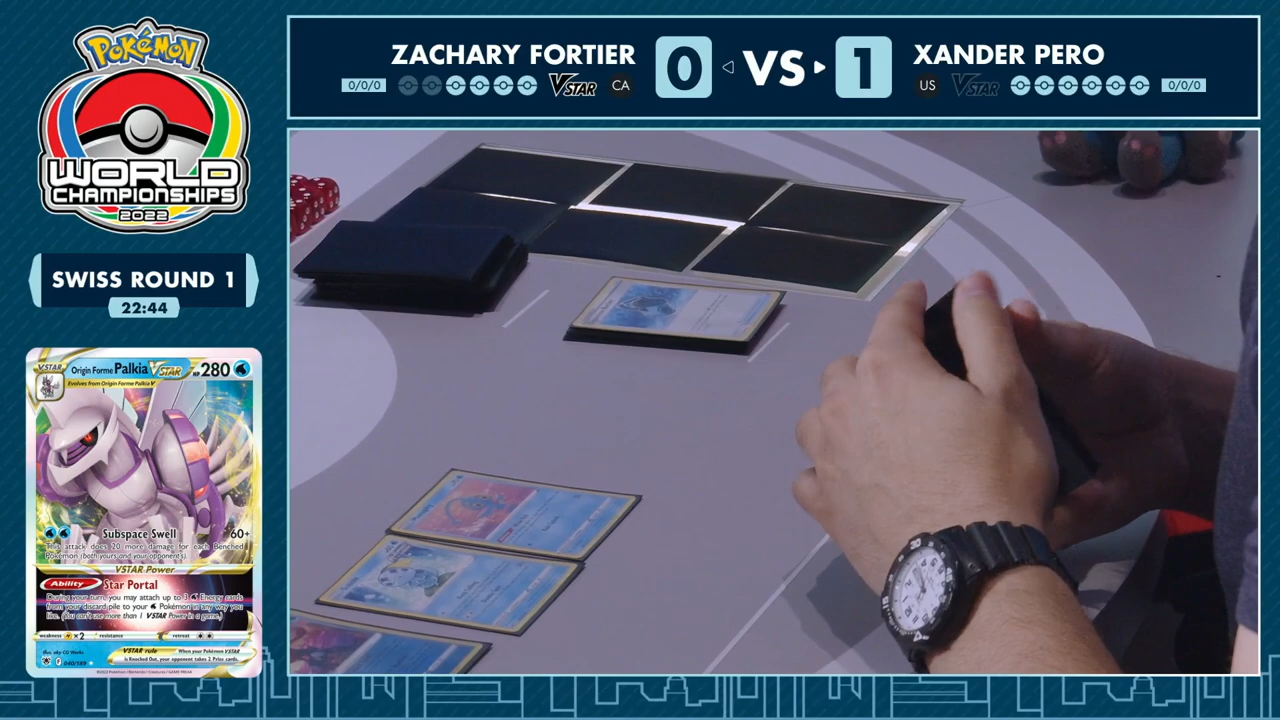 Pokémon
WORLD
CHAMPIONSHIPS
2022
SWISS ROUND 1
22:44
ZACHARY FORTIER
0
VS
1
XANDER PERO
0/0/0
VSTAR
CA
US
VSTAR
0/0/0
VSTAR
Origin Forme Palkia VSTAR
HP 280
Evolves from Origin Forme Palkia V
Subspace Swell 60+
This attack does 20 more damage for each Benched
Pokémon (both yours and your opponent's).
VSTAR Power
Ability Star Portal
During your turn, you may attach up to 3 Energy cards
from your discard pile to your Pokémon in any way you
like. (You can't use more than 1 VSTAR Power in a game.)
weakness ×2 resistance retreat
VSTAR rule
When your Pokémon VSTAR
is Knocked Out, your opponent takes 2 Prize cards.
040/189